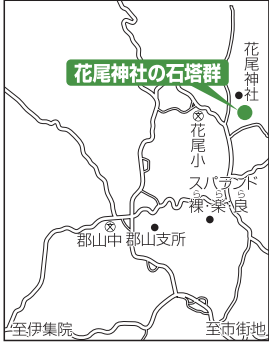 花尾神社の石塔群
花尾神社
花尾小
スパランド
裸・楽・良
ら ら ら
郡山中
郡山支所
至伊集院
至市街地